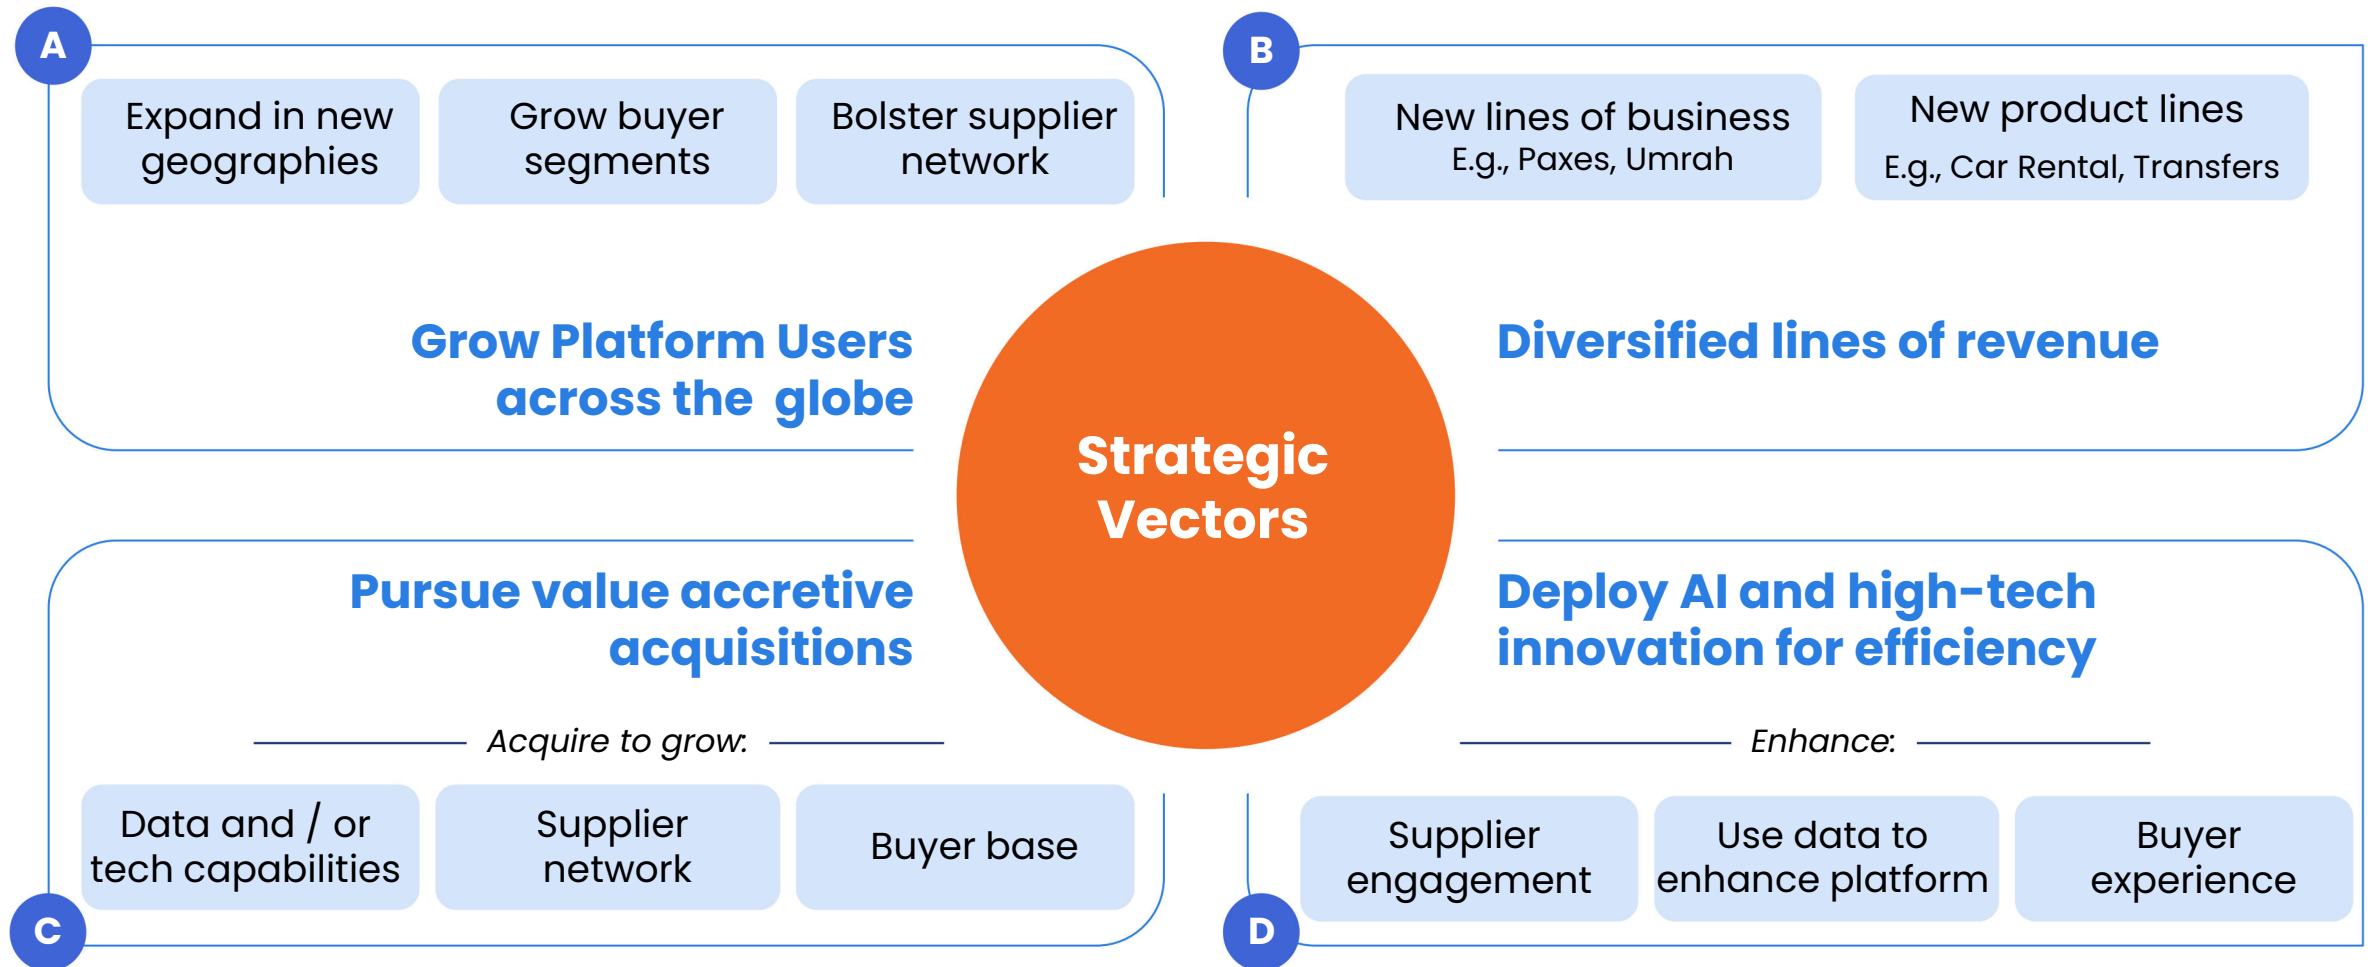 A
Expand in new
geographies
Grow buyer
segments
Bolster supplier
network
Grow Platform Users
across the globe
B
New lines of business
E.g., Paxes, Umrah
New product lines
E.g., Car Rental, Transfers
Diversified lines of revenue
Strategic
Vectors
Pursue value accretive
acquisitions
Acquire to grow:
Data and / or
tech capabilities
Supplier
network
Buyer base
C
Deploy AI and high-tech
innovation for efficiency
Enhance:
Supplier
engagement
Use data to
enhance platform
Buyer
experience
D